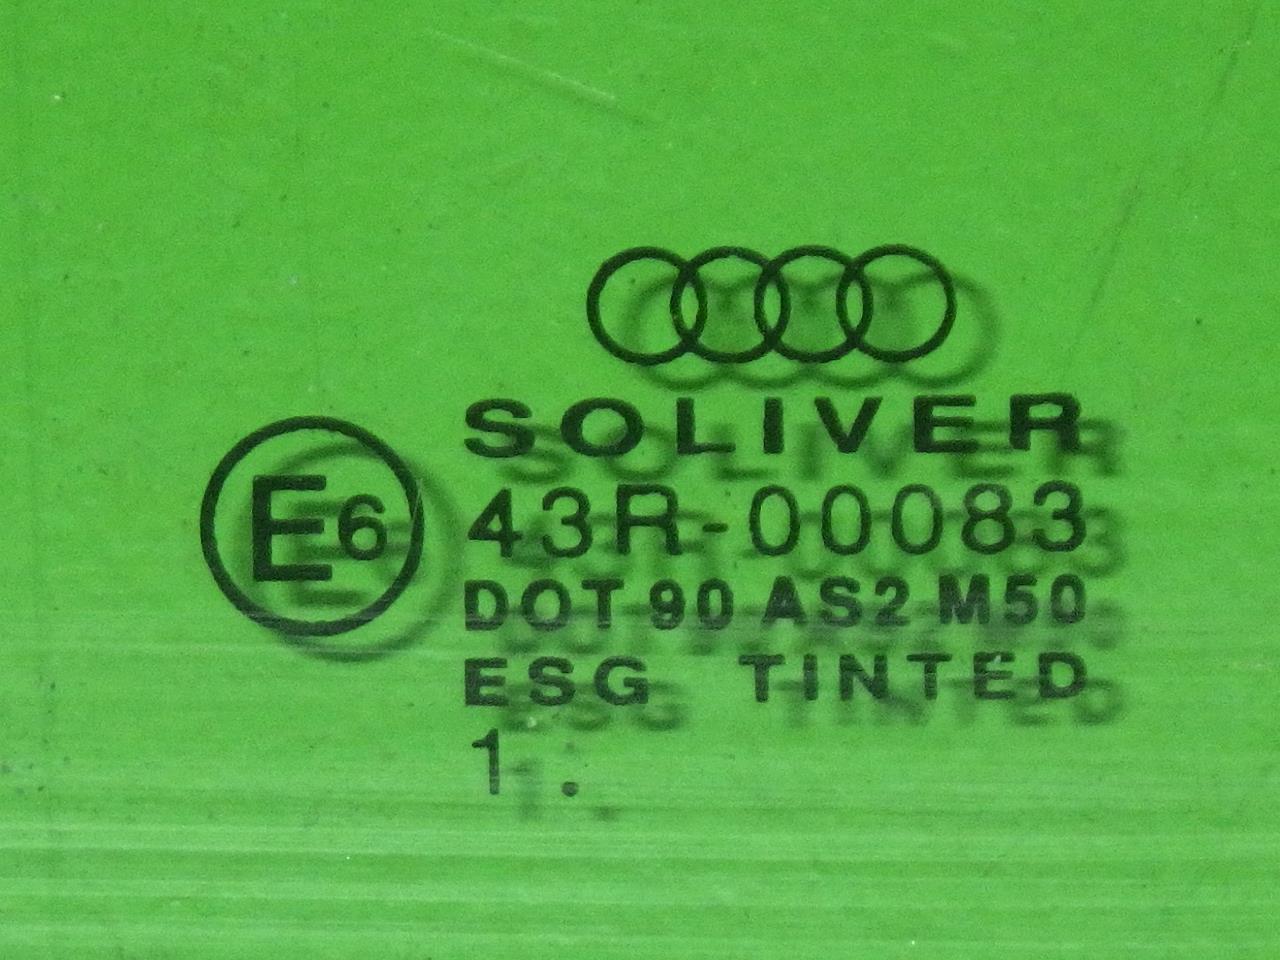 SOLIVER
E6
43R-00083
DOT 90 AS2 M50
ESG TINTED
1.